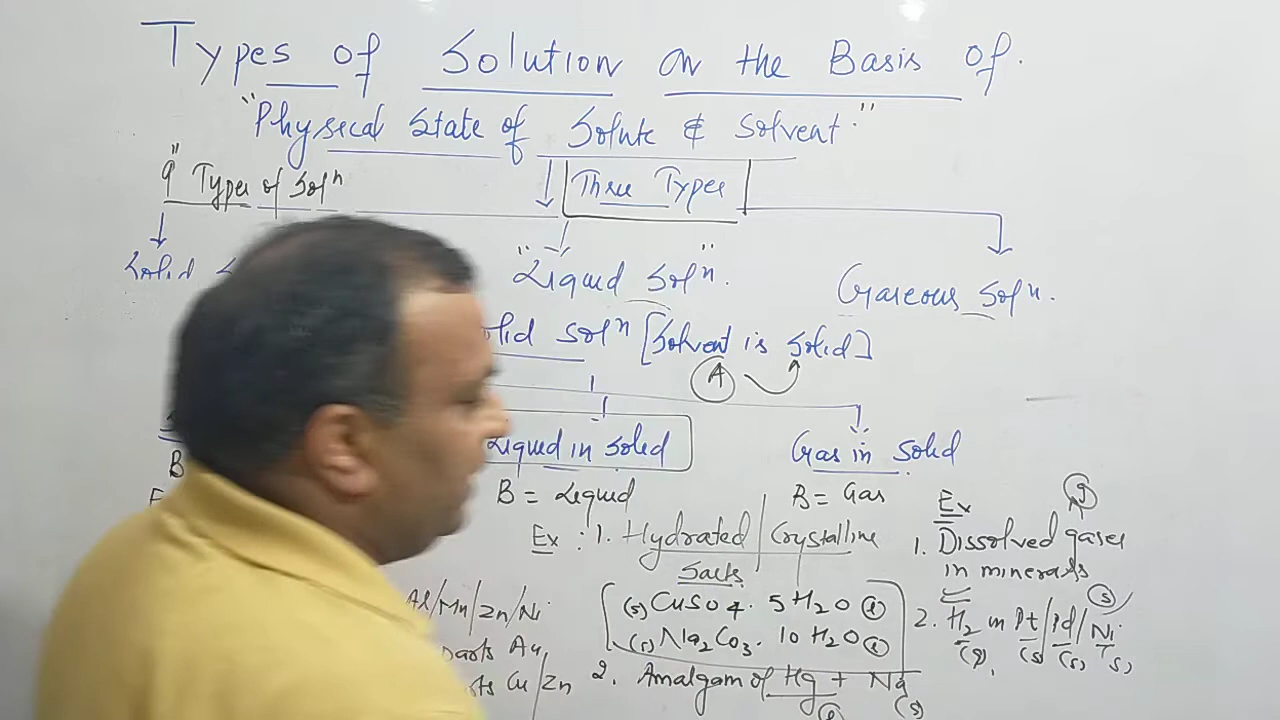 Types of Solution on the Basis of.
"Physical State of Solute & Solvent."
"9 Types of Solⁿ
Three Types
Solid
"Liquid Solⁿ".
Gaseous Solⁿ.
olid Solⁿ [Solvent is Solid]
A
Liquid in Solid
Gas in Solid
B
B = Liquid
B = Gas
Ex : 1. Hydrated Crystalline
Salts
(s) CuSO4. 5H2O (l)
(s) Na2CO3. 10H2O (l)
2. Amalgam of Hg + Na
(l) (s)
Ex (g)
1. Dissolved gases
in minerals
(s)
2. H2 in Pt/Pd/Ni
(g), (s) (s) (s)
Al/Mn/Zn/Ni
parts Au
ts Cu/Zn